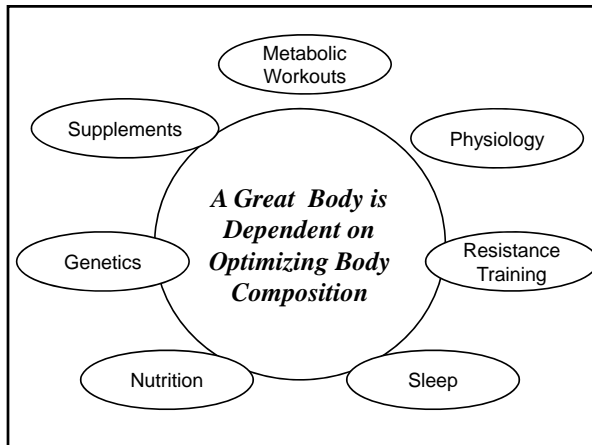 Metabolic
Workouts
Supplements
Physiology
A Great Body is
Dependent on
Optimizing Body
Composition
Genetics
Resistance
Training
Nutrition
Sleep